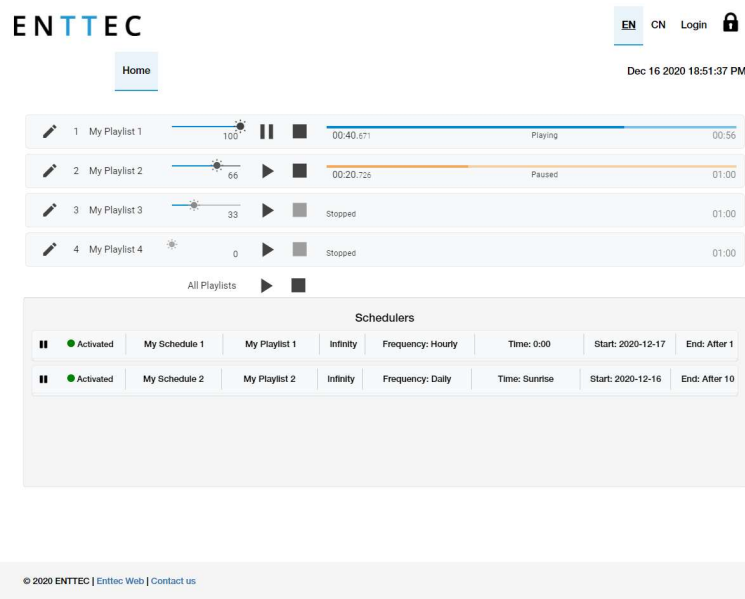 ENTTEC
EN CN Login
Home
Dec 16 2020 18:51:37 PM
1 My Playlist 1 100 00:40.671 Playing 00:56
2 My Playlist 2 66 00:20.726 Paused 01:00
3 My Playlist 3 33 Stopped 01:00
4 My Playlist 4 0 Stopped 01:00
All Playlists
Schedulers
Activated My Schedule 1 My Playlist 1 Infinity Frequency: Hourly Time: 0:00 Start: 2020-12-17 End: After 1
Activated My Schedule 2 My Playlist 2 Infinity Frequency: Daily Time: Sunrise Start: 2020-12-16 End: After 10
© 2020 ENTTEC | Enttec Web | Contact us